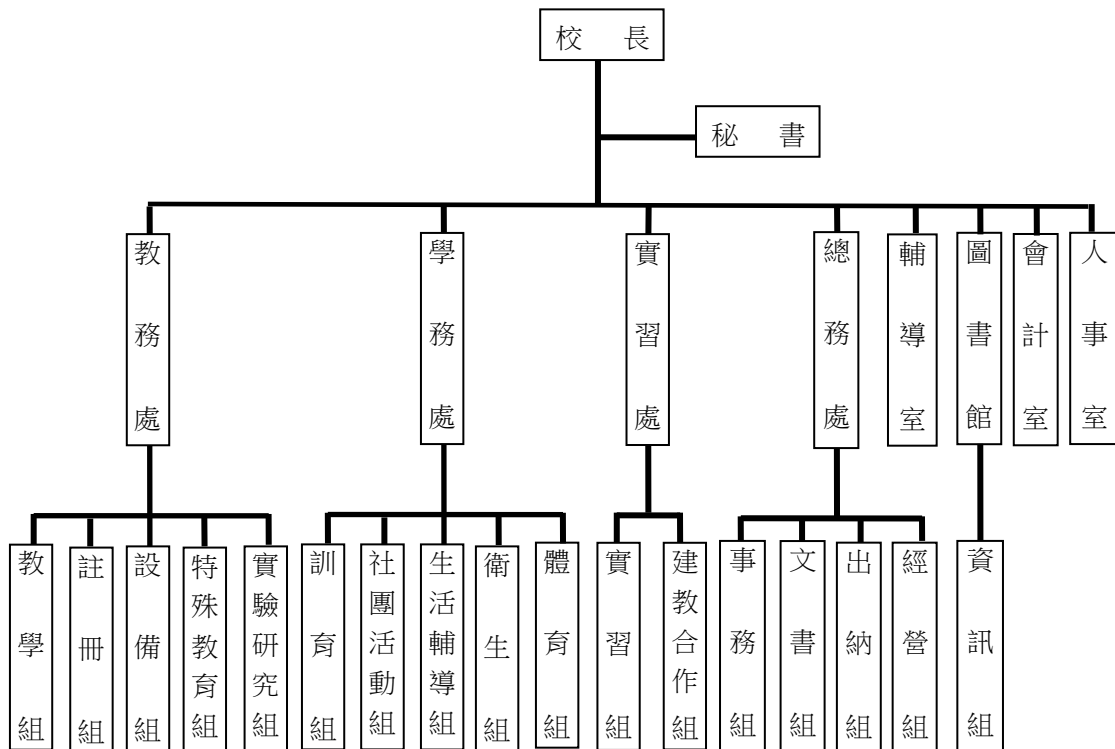 校長
秘書
教務處
學務處
實習處
總務處
輔導室
圖書館
會計室
人事室
教學組
註冊組
設備組
特殊教育組
實驗研究組
訓育組
社團活動組
生活輔導組
衛生組
體育組
實習組
建教合作組
事務組
文書組
出納組
經營組
資訊組